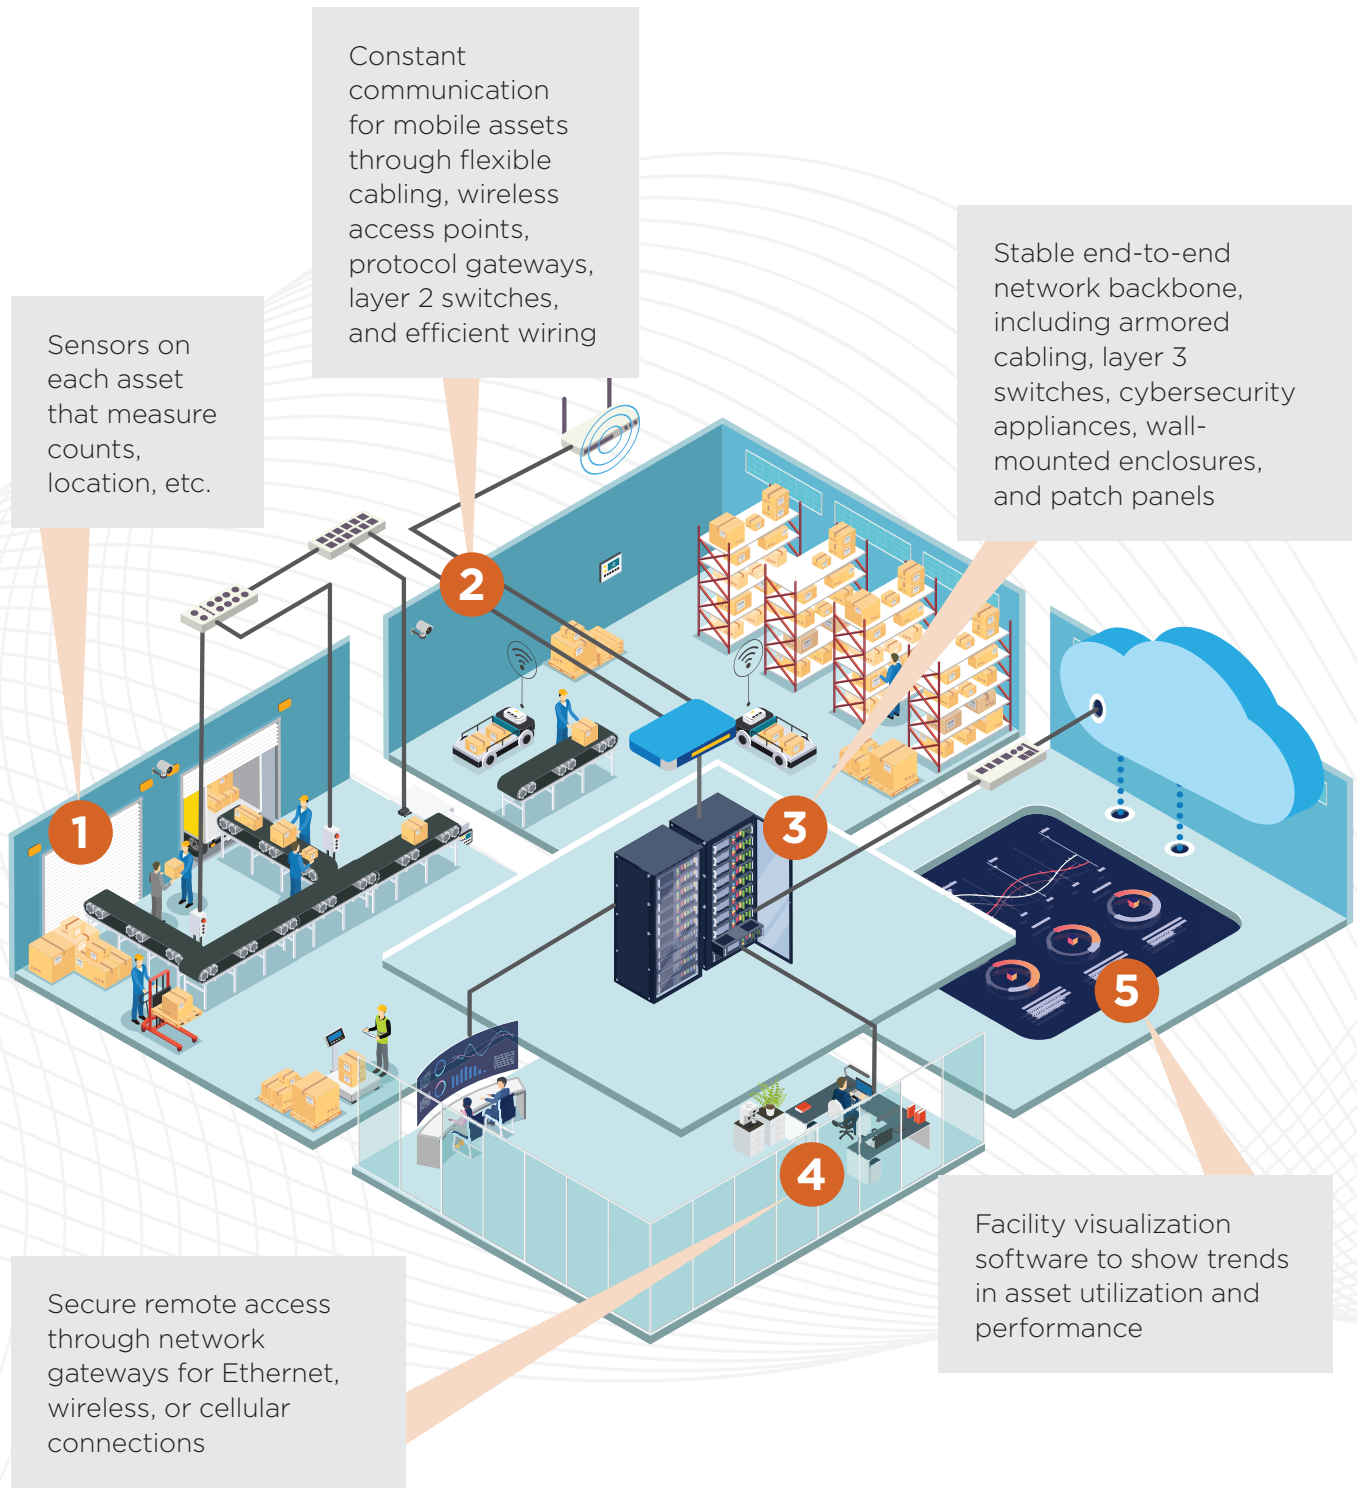 Constant
communication
for mobile assets
through flexible
cabling, wireless
access points,
protocol gateways,
layer 2 switches,
and efficient wiring
Stable end-to-end
network backbone,
including armored
cabling, layer 3
switches, cybersecurity
appliances, wall-
mounted enclosures,
and patch panels
Sensors on
each asset
that measure
counts,
location, etc.
2
1
3
5
4
Facility visualization
software to show trends
in asset utilization and
performance
Secure remote access
through network
gateways for Ethernet,
wireless, or cellular
connections